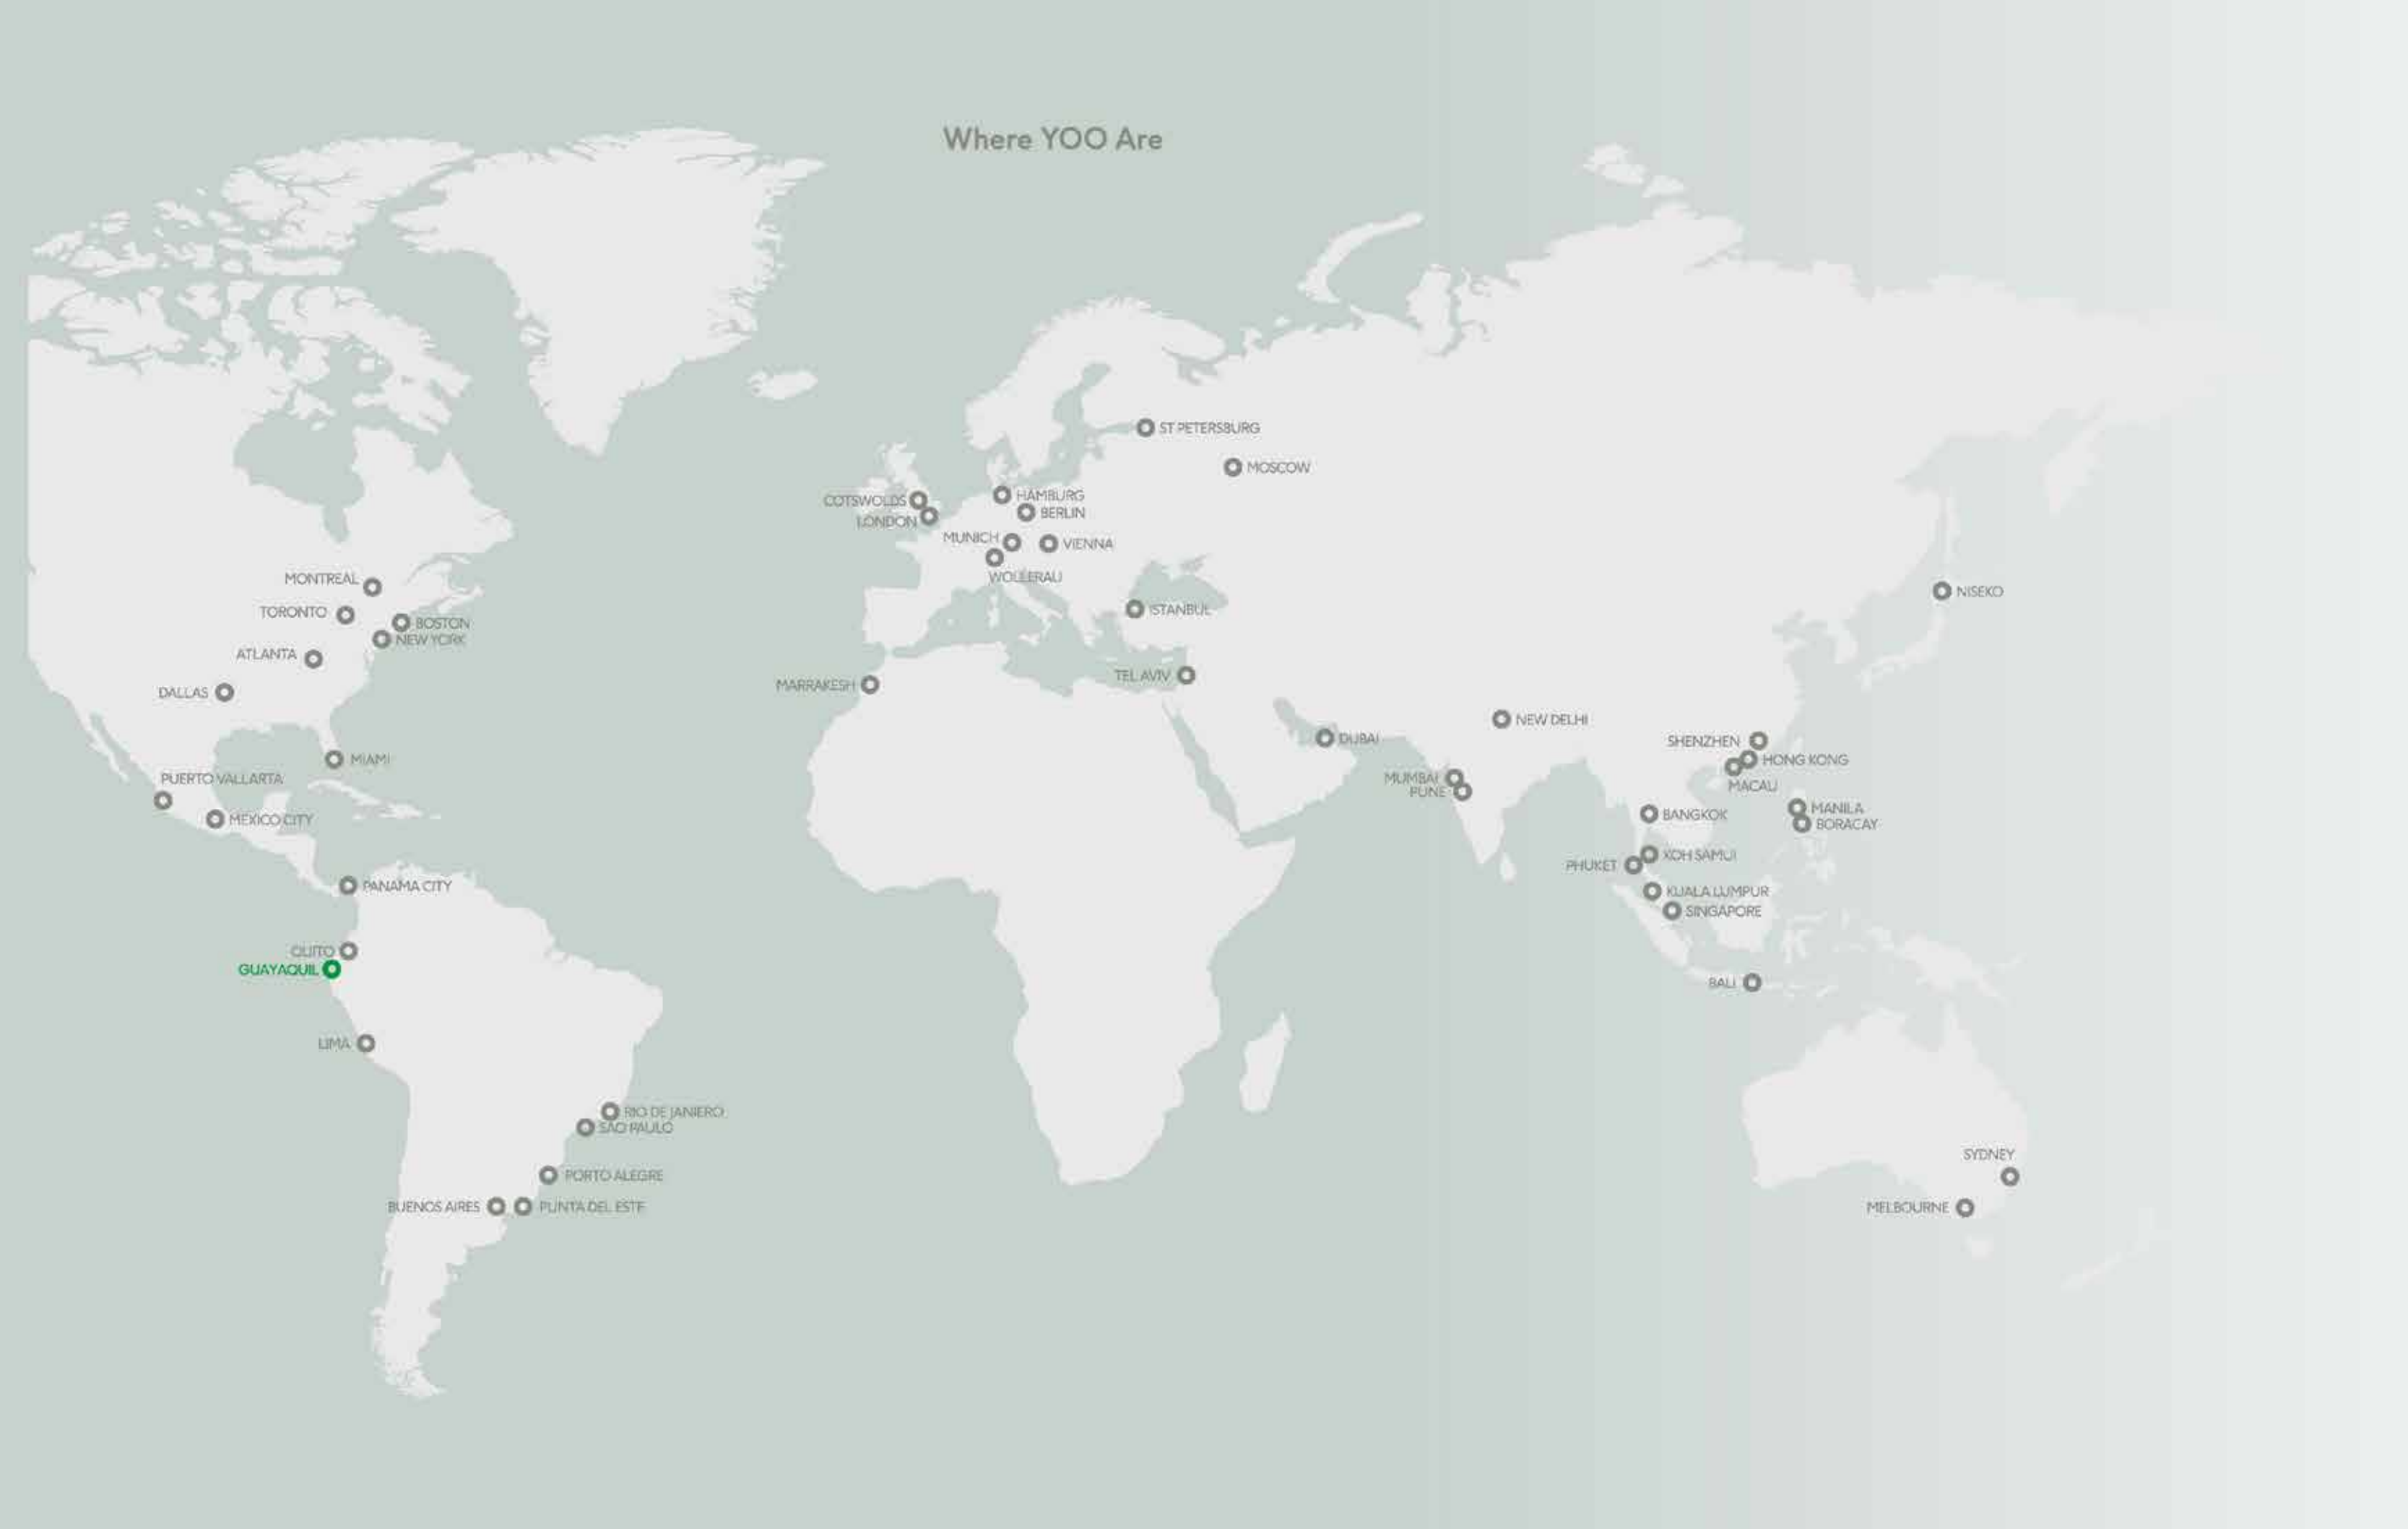 Where YOO Are
ST PETERSBURG
MOSCOW
COTSWOLDS
HAMBURG
LONDON
BERLIN
MUNICH
VIENNA
WOLLERAU
MONTREAL
TORONTO
BOSTON
NEW YORK
ISTANBUL
NISEKO
ATLANTA
DALLAS
MARRAKESH
TEL AVIV
NEW DELHI
DUBAI
SHENZHEN
MIAMI
HONG KONG
PUERTO VALLARTA
MUMBAI
MACAU
PUNE
MEXICO CITY
BANGKOK
MANILA
BORACAY
KOH SAMUI
PHUKET
PANAMA CITY
KUALA LUMPUR
SINGAPORE
QUITO
GUAYAQUIL
BALI
LIMA
RIO DE JANIERO
SAO PAULO
SYDNEY
PORTO ALEGRE
BUENOS AIRES
PUNTA DEL ESTE
MELBOURNE